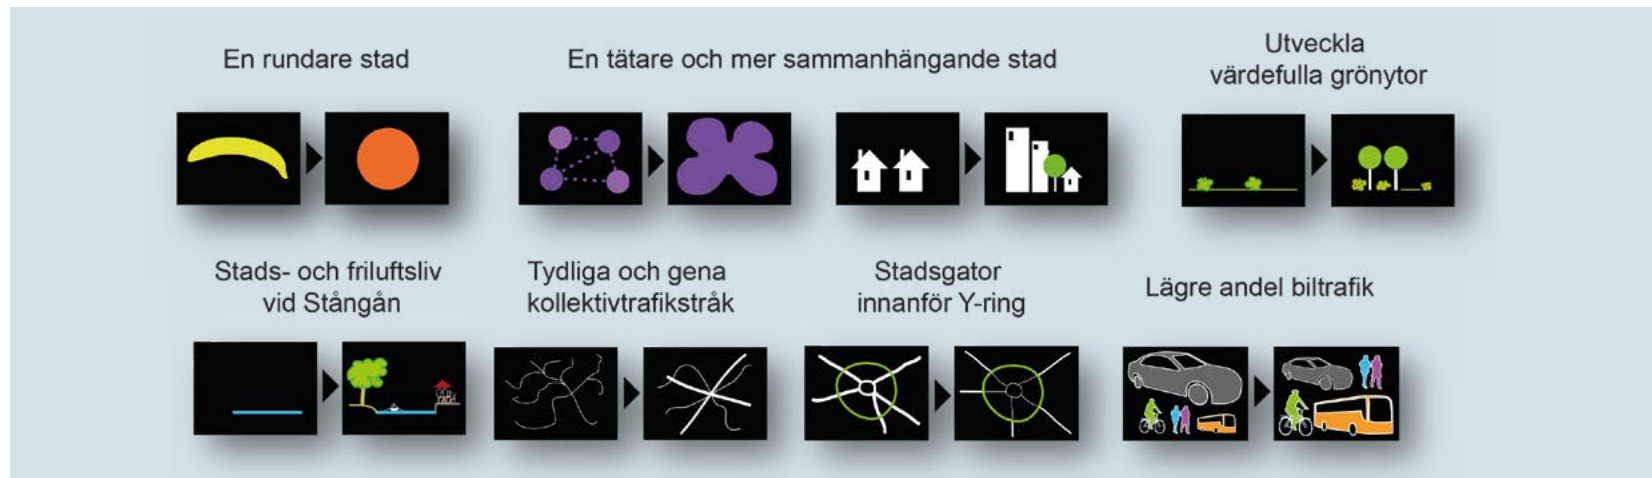 En rundare stad
En tätare och mer sammanhängande stad
Utveckla
värdefulla grönytor
Stads- och friluftsliv
vid Stångån
Tydliga och gena
kollektivtrafikstråk
Stadsgator
innanför Y-ring
Lägre andel biltrafik